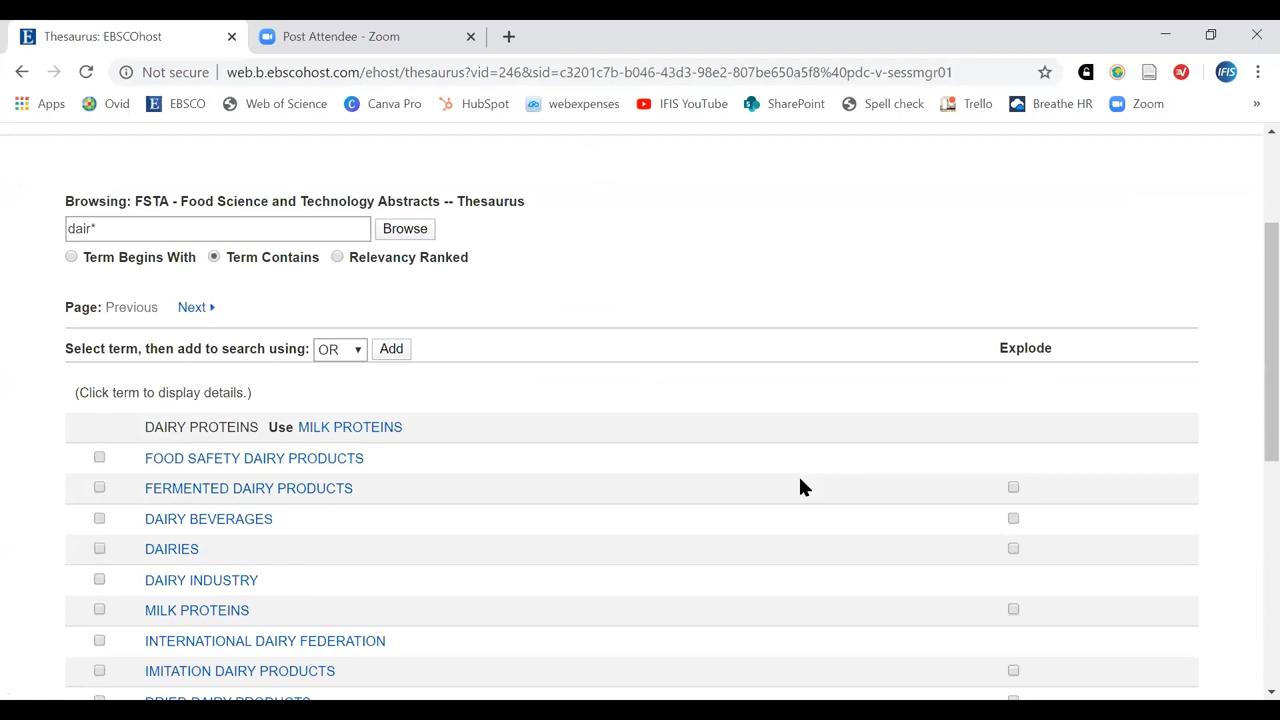 Thesaurus: EBSCOhost
Post Attendee - Zoom
Not secure web.b.ebscohost.com/ehost/thesaurus?vid=246&sid=c3201c7b-b046-43d3-98e2-807be650a5f8%40pdc-v-sessmgr01
IFIS
Apps Ovid EBSCO Web of Science Canva Pro HubSpot webexpenses IFIS YouTube SharePoint Spell check Trello Breathe HR Zoom »
Browsing: FSTA - Food Science and Technology Abstracts -- Thesaurus
dair* Browse
Term Begins With Term Contains Relevancy Ranked
Page: Previous Next
Select term, then add to search using: OR Add Explode
(Click term to display details.)
DAIRY PROTEINS Use MILK PROTEINS
FOOD SAFETY DAIRY PRODUCTS
FERMENTED DAIRY PRODUCTS
DAIRY BEVERAGES
DAIRIES
DAIRY INDUSTRY
MILK PROTEINS
INTERNATIONAL DAIRY FEDERATION
IMITATION DAIRY PRODUCTS
DRIED DAIRY PRODUCTS